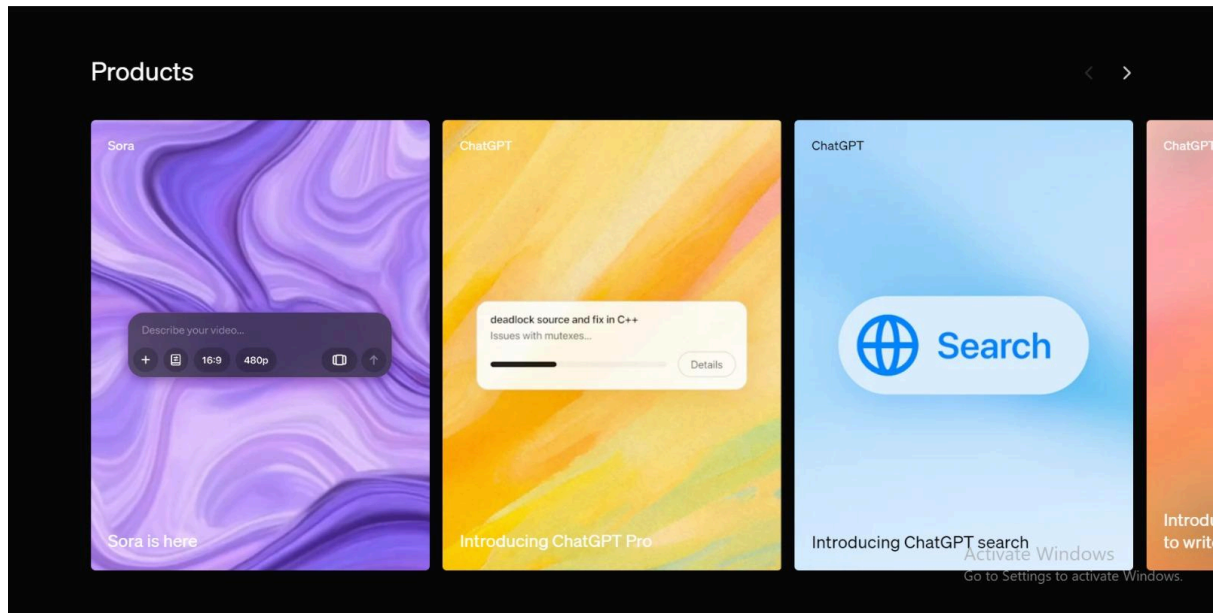 Products
Sora
Describe your video...
16:9
480p
Sora is here
ChatGPT
deadlock source and fix in C++
Issues with mutexes...
Details
Introducing ChatGPT Pro
ChatGPT
Search
Introducing ChatGPT search
ChatGPT
to writ
Activate Windows
Go to Settings to activate Windows.